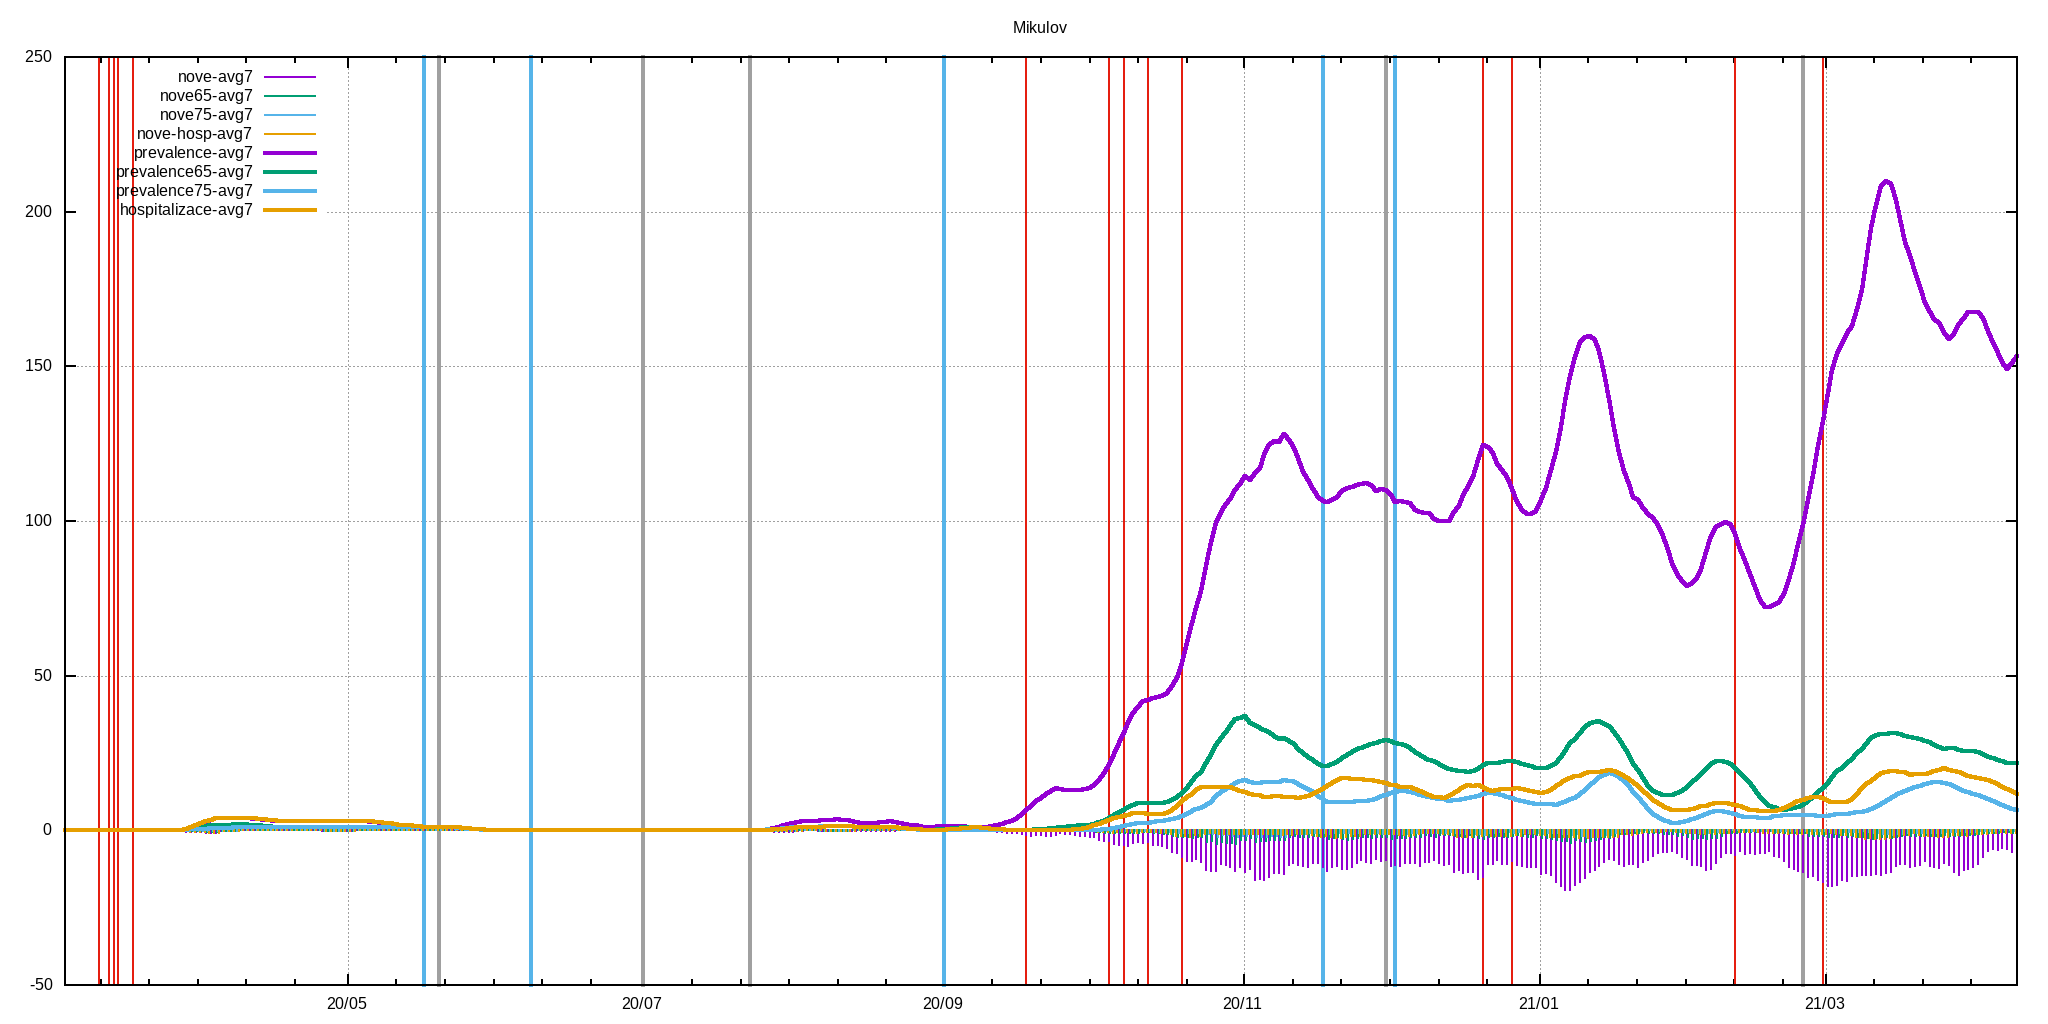 Mikulov
250
200
150
100
50
0
-50
nove-avg7
nove65-avg7
nove75-avg7
nove-hosp-avg7
prevalence-avg7
prevalence65-avg7
prevalence75-avg7
hospitalizace-avg7
20/05 20/07 20/09 20/11 21/01 21/03